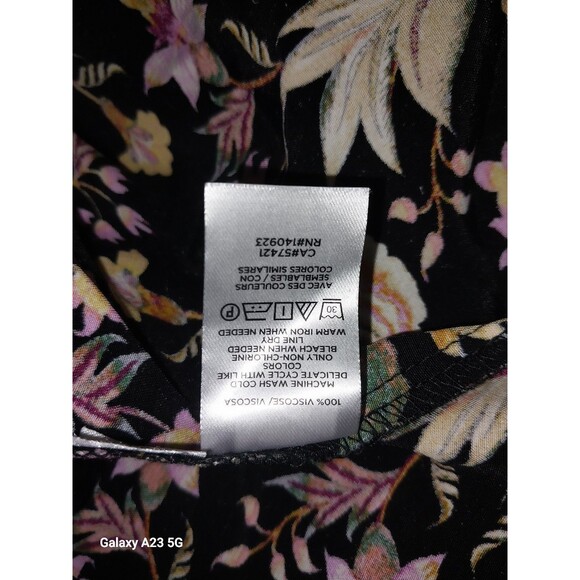 100% VISCOSE/ VISCOSA
MACHINE WASH COLD
DELICATE CYCLE WITH LIKE
COLORS
ONLY NON-CHLORINE
BLEACH WHEN NEEDED
LINE DRY
WARM IRON WHEN NEEDED
30 P
AVEC DES COULEURS
SEMBLABLES / CON
COLORES SIMILARES
CA#57421
RN#140923
Galaxy A23 5G